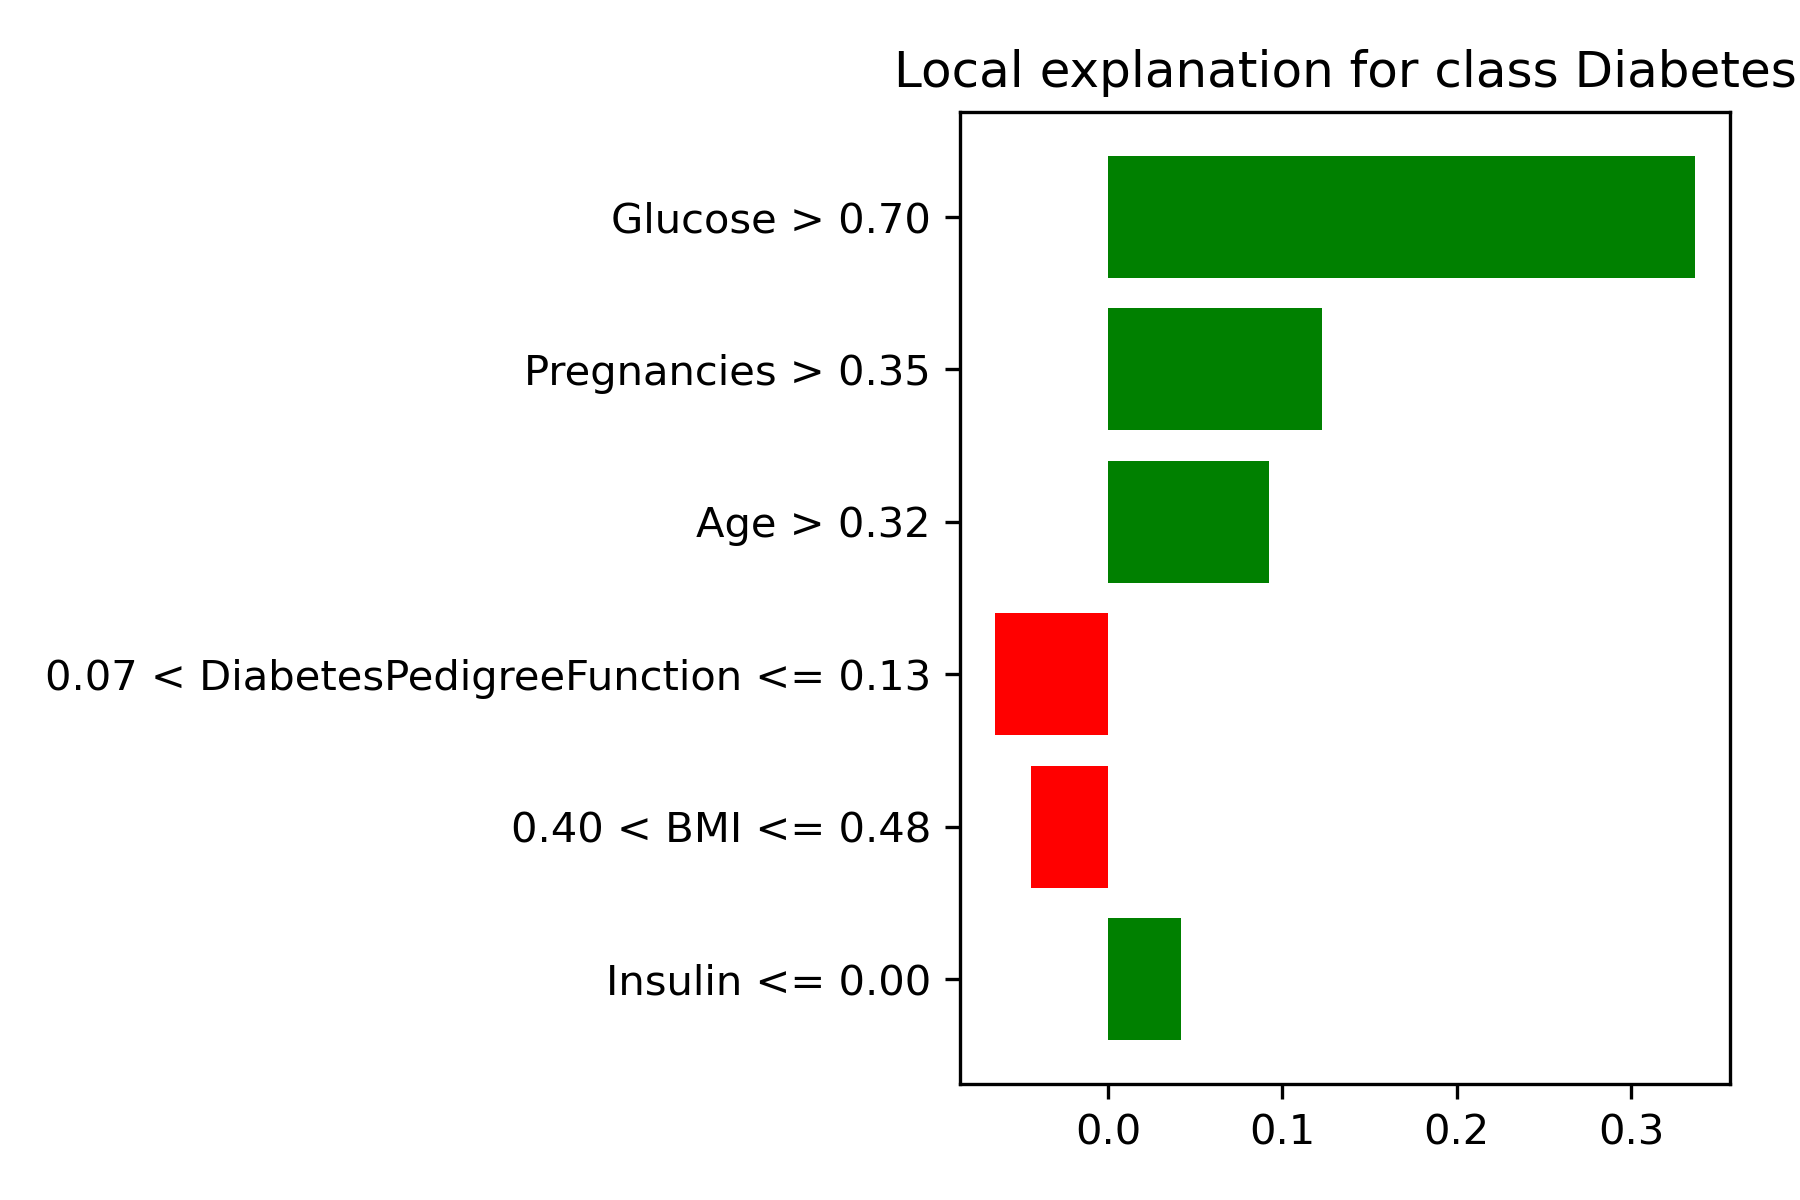 Local explanation for class Diabetes
Glucose > 0.70
Pregnancies > 0.35
Age > 0.32
0.07 < DiabetesPedigreeFunction <= 0.13
0.40 < BMI <= 0.48
Insulin <= 0.00
0.0 0.1 0.2 0.3